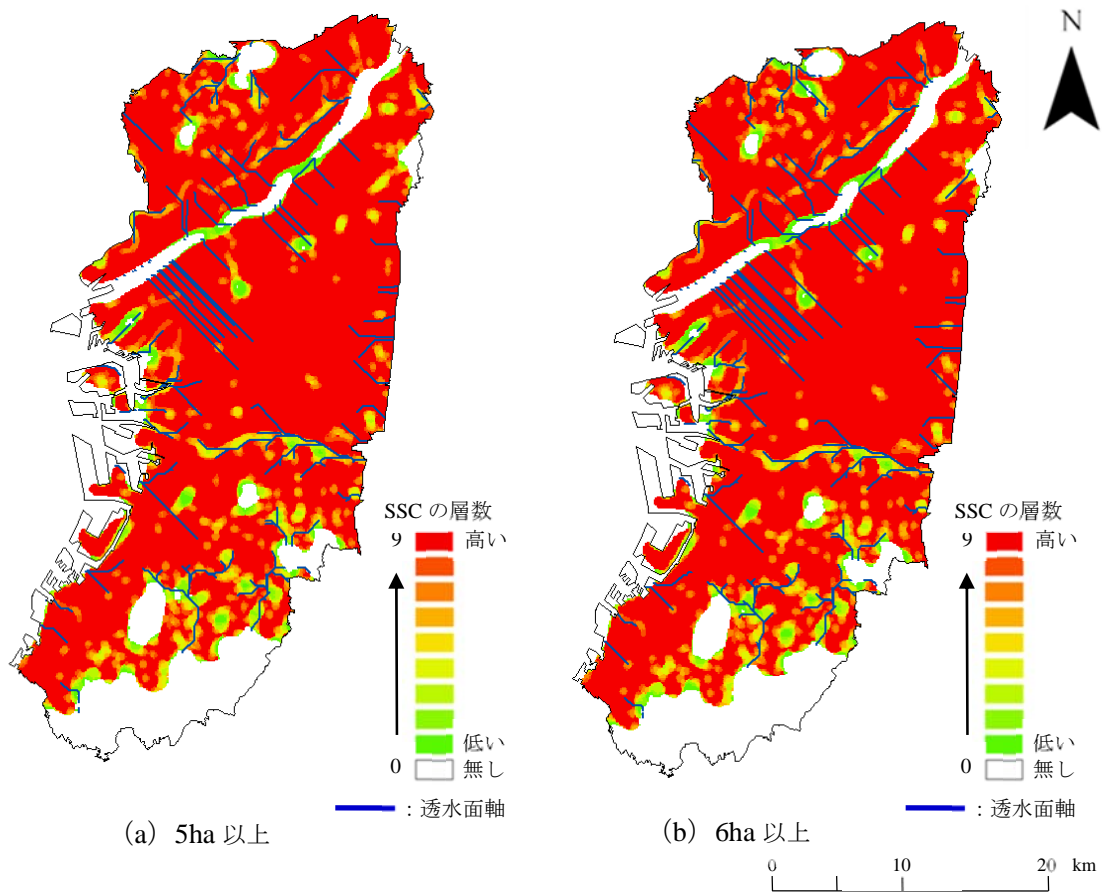 N
SSC の層数
9 高い
低い
0 無し
：透水面軸
(a) 5ha 以上
SSC の層数
9 高い
低い
0 無し
：透水面軸
(b) 6ha 以上
0 10 20 km